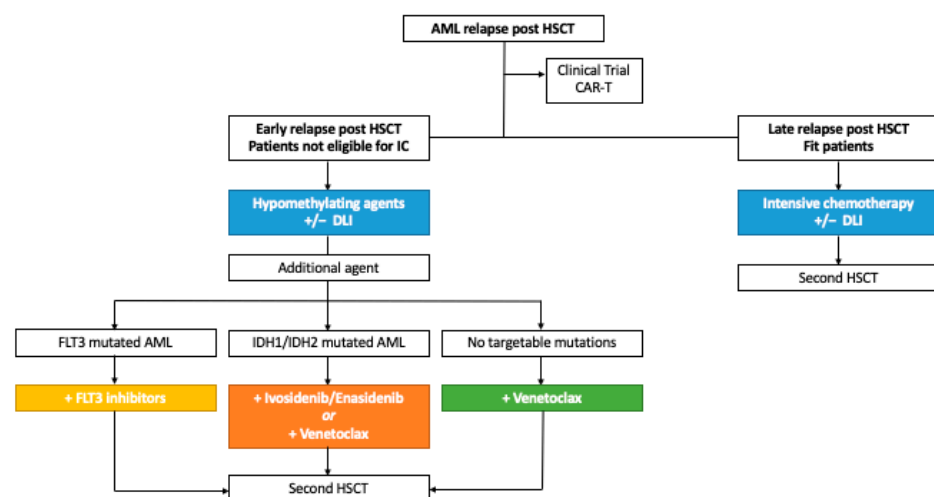 AML relapse post HSCT
Clinical Trial
CAR-T
Early relapse post HSCT
Patients not eligible for IC
Late relapse post HSCT
Fit patients
Hypomethylating agents
+/− DLI
Intensive chemotherapy
+/− DLI
Additional agent
Second HSCT
FLT3 mutated AML
IDH1/IDH2 mutated AML
No targetable mutations
+ FLT3 inhibitors
+ Ivosidenib/Enasidenib
or
+ Venetoclax
+ Venetoclax
Second HSCT